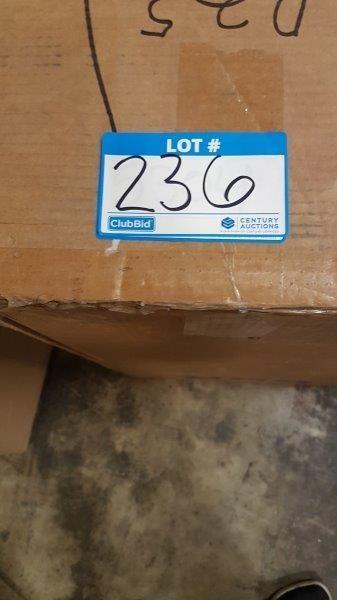 LOT #
236
ClubBid
CENTURY
AUCTIONS